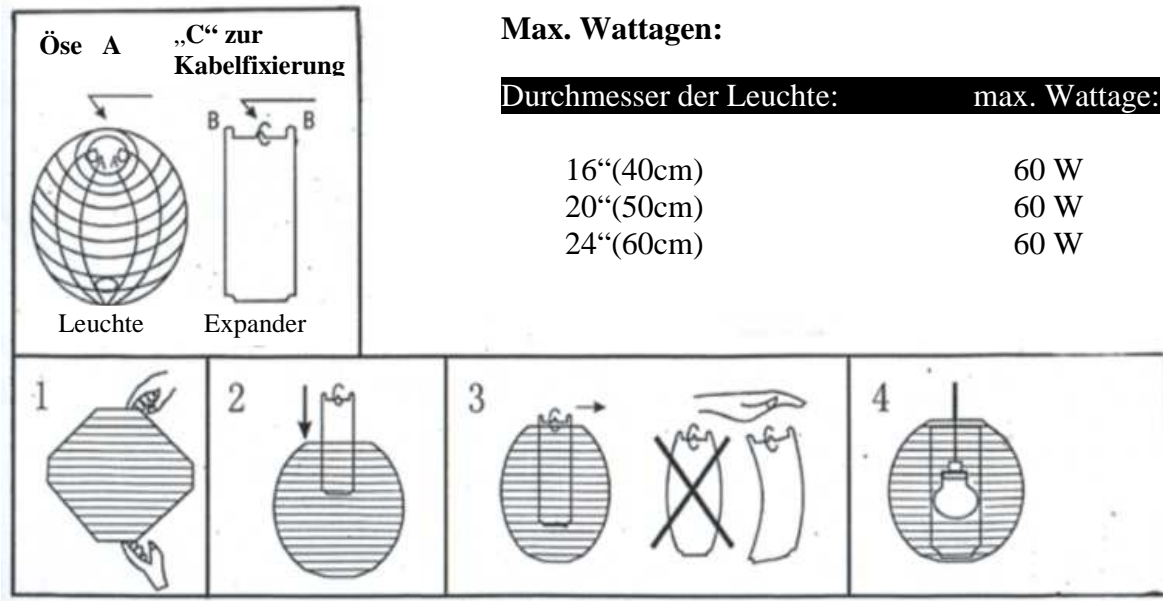 Öse A
„C“ zur
Kabelfixierung
B C B
A A
Leuchte Expander
Max. Wattagen:
Durchmesser der Leuchte: max. Wattage:
16“(40cm) 60 W
20“(50cm) 60 W
24“(60cm) 60 W
1
2
C
3
C
C C
4